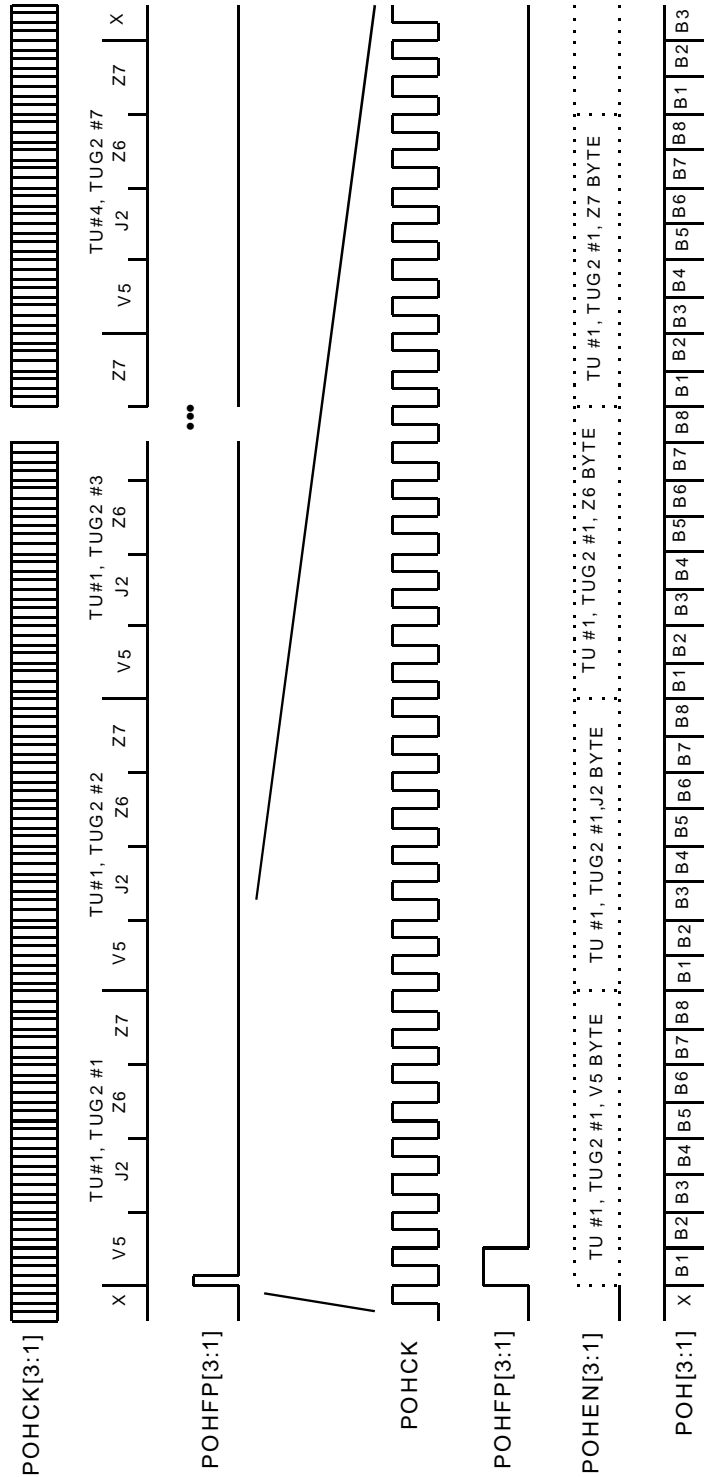 POHCK[3:1]
TU#1, TUG2 #1 TU#1, TUG2 #2 TU#1, TUG2 #3 TU#4, TUG2 #7
X V5 J2 Z6 Z7 V5 J2 Z6 Z7 V5 J2 Z6 Z7 V5 J2 Z6 Z7 X
POHFP[3:1] •••
POHCK
POHFP[3:1]
POHEN[3:1] TU #1, TUG2 #1, V5 BYTE TU #1, TUG2 #1,J2 BYTE TU #1, TUG2 #1, Z6 BYTE TU #1, TUG2 #1, Z7 BYTE
POH[3:1] X B1 B2 B3 B4 B5 B6 B7 B8 B1 B2 B3 B4 B5 B6 B7 B8 B1 B2 B3 B4 B5 B6 B7 B8 B1 B2 B3 B4 B5 B6 B7 B8 B1 B2 B3